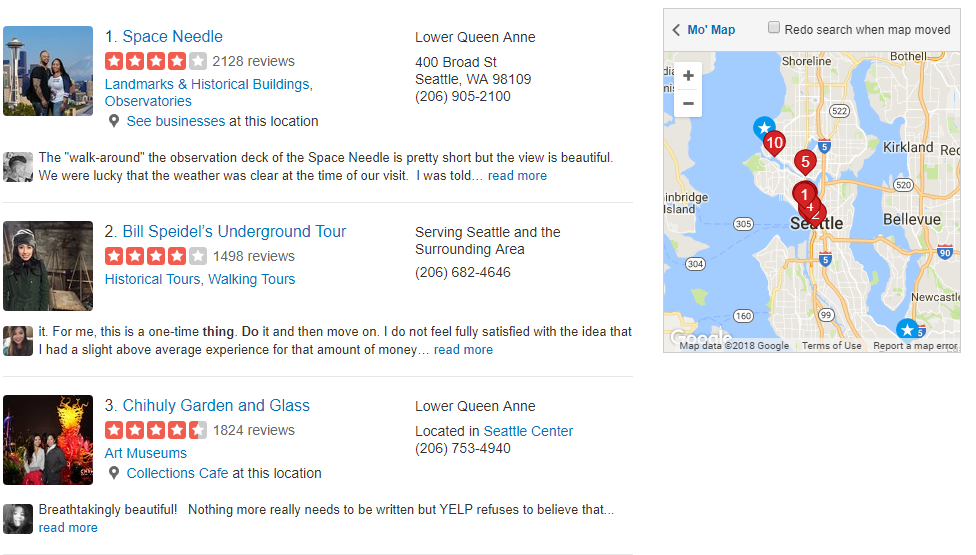 1. Space Needle
2128 reviews
Landmarks & Historical Buildings,
Observatories
See businesses at this location
Lower Queen Anne
400 Broad St
Seattle, WA 98109
(206) 905-2100
The "walk-around" the observation deck of the Space Needle is pretty short but the view is beautiful.
We were lucky that the weather was clear at the time of our visit. I was told... read more
2. Bill Speidel's Underground Tour
1498 reviews
Historical Tours, Walking Tours
Serving Seattle and the
Surrounding Area
(206) 682-4646
it. For me, this is a one-time thing. Do it and then move on. I do not feel fully satisfied with the idea that
I had a slight above average experience for that amount of money… read more
3. Chihuly Garden and Glass
1824 reviews
Art Museums
Collections Cafe at this location
Lower Queen Anne
Located in Seattle Center
(206) 753-4940
Breathtakingly beautiful! Nothing more really needs to be written but YELP refuses to believe that...
read more
Mo' Map
Redo search when map moved
+
−
Shoreline
Bothell
522
10
5
5
Kirkland
Red
1
4
2
520
inbridge
Island
305
Seattle
Bellevue
5
90
304
Newcastle
160
99
5
Google
Map data ©2018 Google
Terms of Use
Report a map error